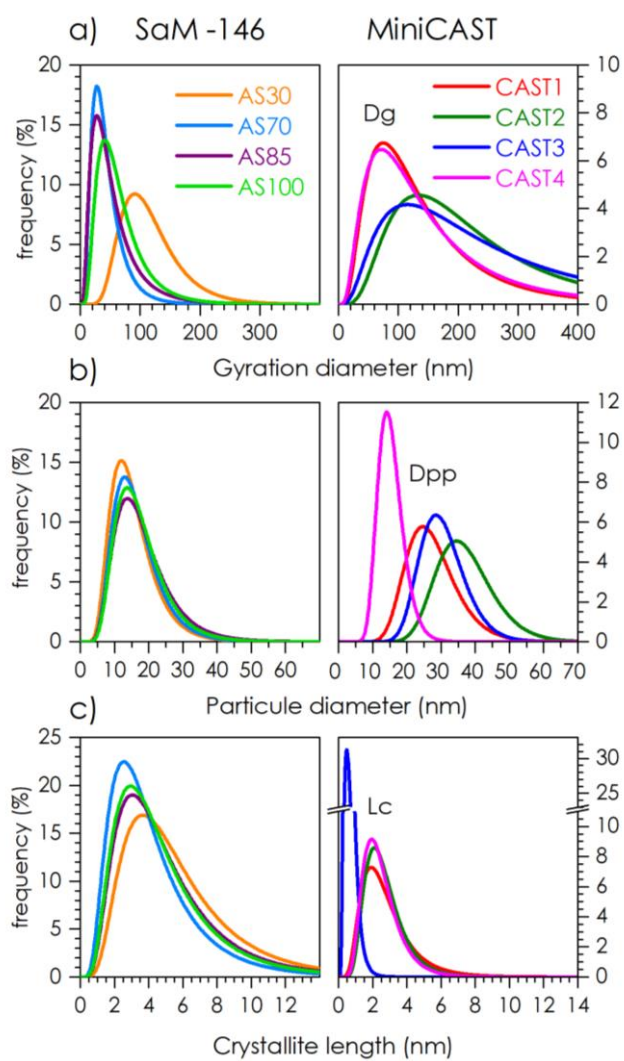 a) SaM -146 MiniCAST
20 10
AS30 CAST1
AS70 Dg CAST2
AS85 CAST3
AS100 CAST4
15 8
10 6
5 4
2
0 0
frequency (%)
0 100 200 300 0 100 200 300 400
Gyration diameter (nm)
b)
20 12
15 10
Dpp
10 8
5 6
4
2
0 0
frequency (%)
0 10 20 30 40 50 60 0 10 20 30 40 50 60 70
Particule diameter (nm)
c)
25 30
20 25
Lc
15 10
10 8
5 6
4
2
0 0
frequency (%)
0 2 4 6 8 10 12 0 2 4 6 8 10 12 14
Crystallite length (nm)